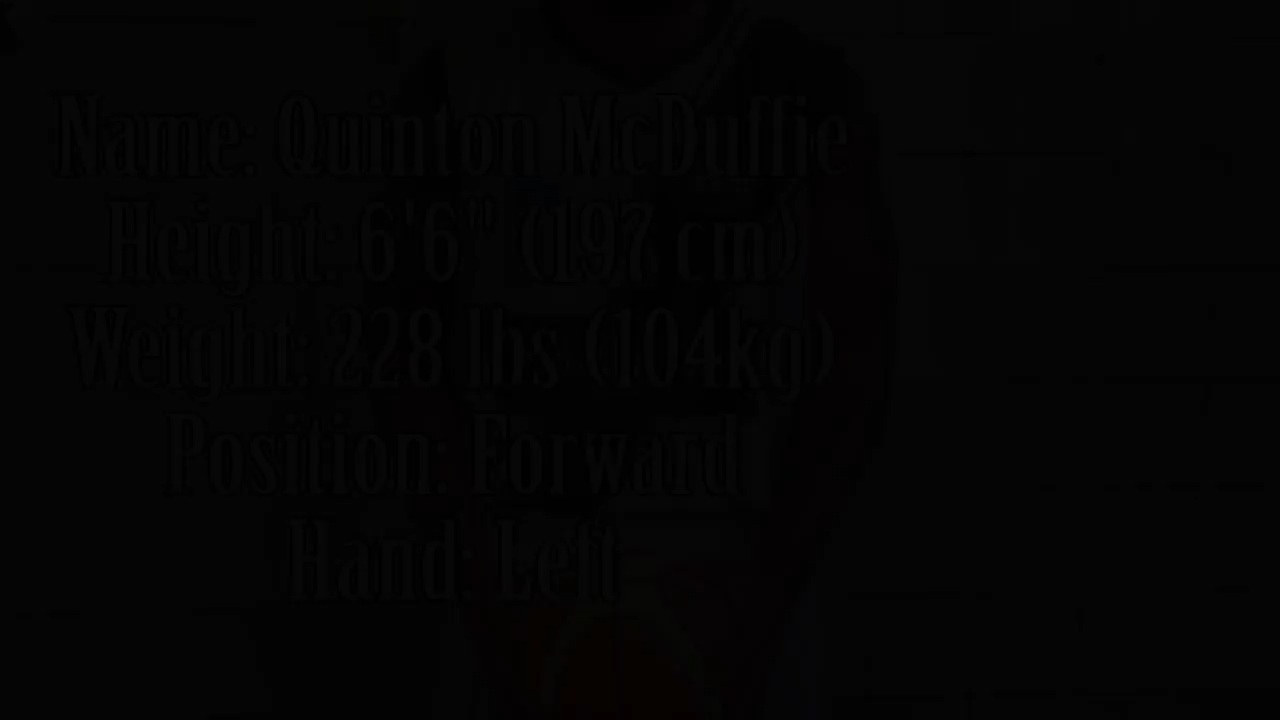 Name: Quinton McDuffie
Height: 6'6" (197 cm)
Weight: 228 lbs (104kg)
Position: Forward
Hand: Left